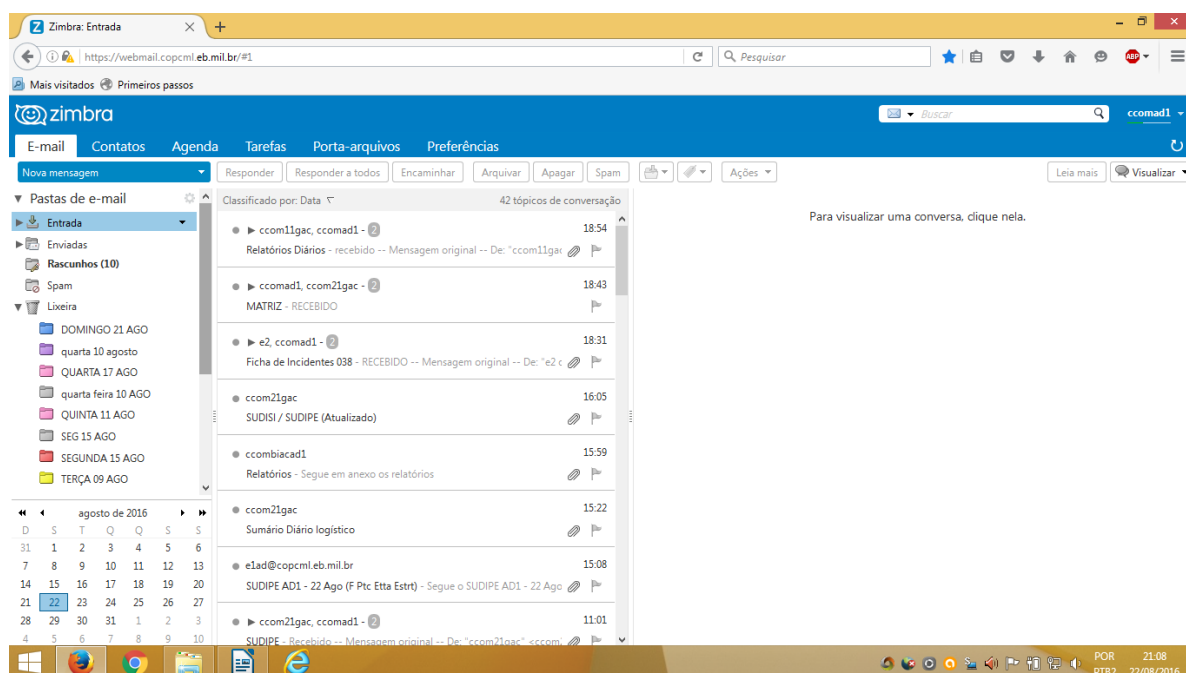 Zimbra: Entrada
https://webmail.copcml.eb.mil.br/#1
Pesquisar
ABP
Mais visitados Primeiros passos
zimbra
Buscar
ccomad1
E-mail Contatos Agenda Tarefas Porta-arquivos Preferências
Nova mensagem Responder Responder a todos Encaminhar Arquivar Apagar Spam Ações Leia mais Visualizar
Pastas de e-mail
Entrada
Enviadas
Rascunhos (10)
Spam
Lixeira
DOMINGO 21 AGO
quarta 10 agosto
QUARTA 17 AGO
quarta feira 10 AGO
QUINTA 11 AGO
SEG 15 AGO
SEGUNDA 15 AGO
TERÇA 09 AGO
agosto de 2016
D S T Q Q S S
31 1 2 3 4 5 6
7 8 9 10 11 12 13
14 15 16 17 18 19 20
21 22 23 24 25 26 27
28 29 30 31 1 2 3
4 5 6 7 8 9 10
Classificado por: Data 42 tópicos de conversação
ccom11gac, ccomad1 - 2 18:54
Relatórios Diários - recebido -- Mensagem original -- De: "ccom11gac
ccomad1, ccom21gac - 2 18:43
MATRIZ - RECEBIDO
e2, ccomad1 - 2 18:31
Ficha de Incidentes 038 - RECEBIDO -- Mensagem original -- De: "e2 c
ccom21gac 16:05
SUDISI / SUDIPE (Atualizado)
ccombiacad1 15:59
Relatórios - Segue em anexo os relatórios
ccom21gac 15:22
Sumário Diário logístico
e1ad@copcml.eb.mil.br 15:08
SUDIPE AD1 - 22 Ago (F Ptc Etta Estrt) - Segue o SUDIPE AD1 - 22 Ago
ccom21gac, ccomad1 - 2 11:01
SUDIPE - Recebido -- Mensagem original -- De: "ccom21gac" <ccom
Para visualizar uma conversa, clique nela.
POR 21:08
PTB2 22/08/2016